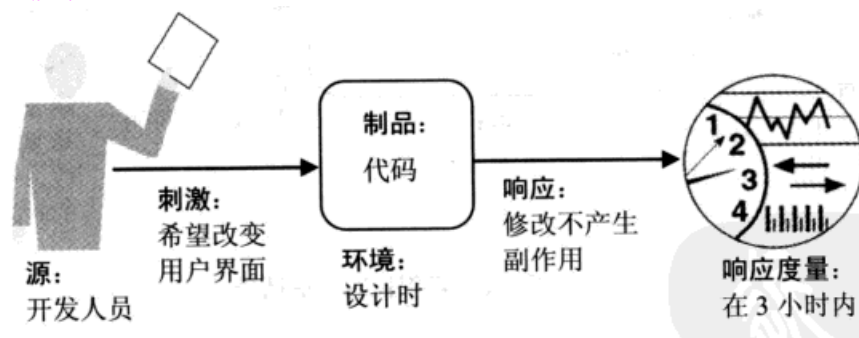 源：
开发人员
刺激：
希望改变
用户界面
制品：
代码
环境：
设计时
响应：
修改不产生
副作用
1
2
3
4
响应度量：
在 3 小时内